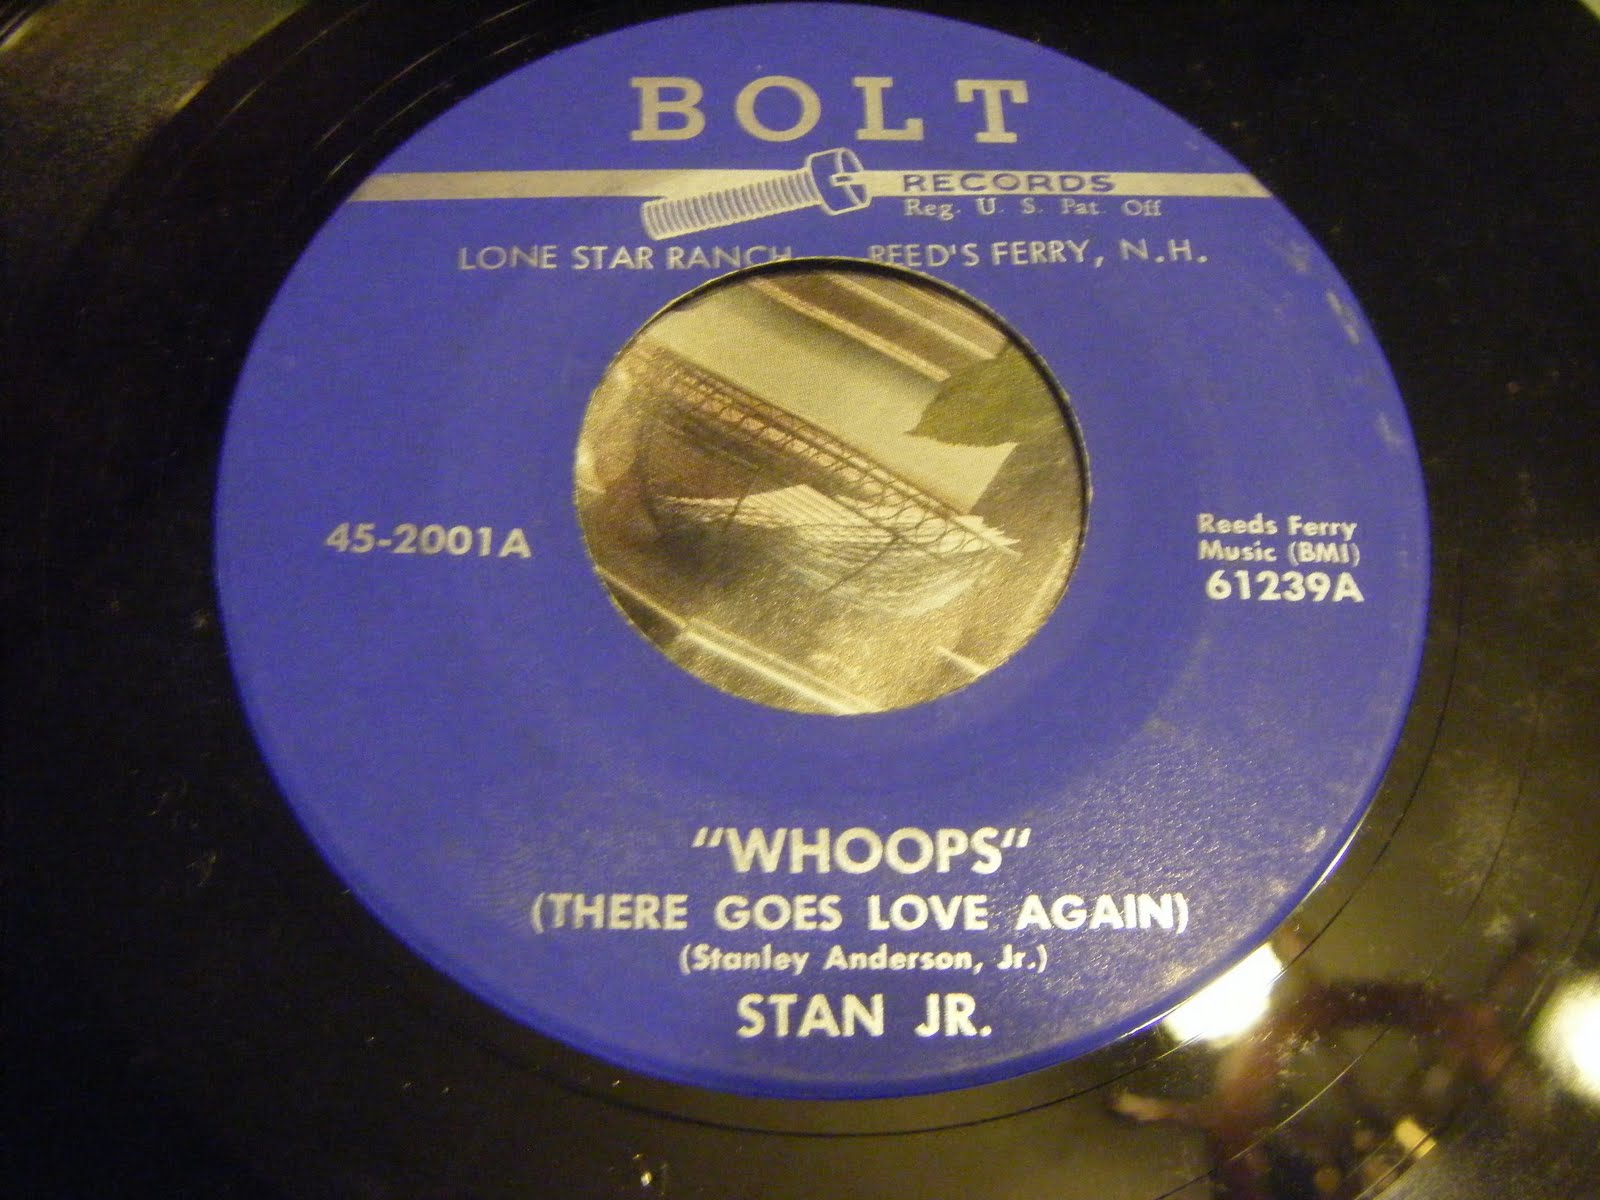 BOLT
RECORDS
Reg. U. S. Pat. Off
LONE STAR RANCH REED'S FERRY, N.H.
45-2001A
Reeds Ferry
Music (BMI)
61239A
"WHOOPS"
(THERE GOES LOVE AGAIN)
(Stanley Anderson, Jr.)
STAN JR.